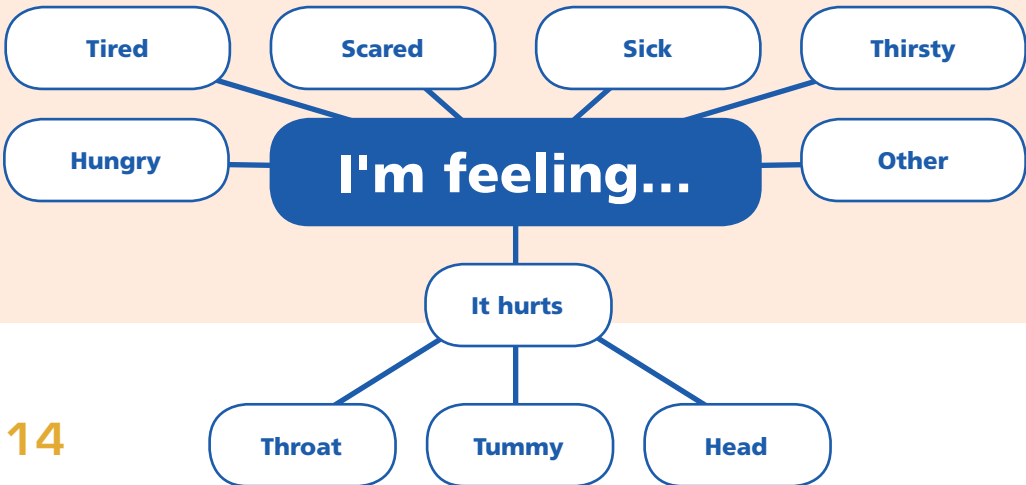 Tired
Scared
Sick
Thirsty
Hungry
I'm feeling...
Other
It hurts
14
Throat
Tummy
Head